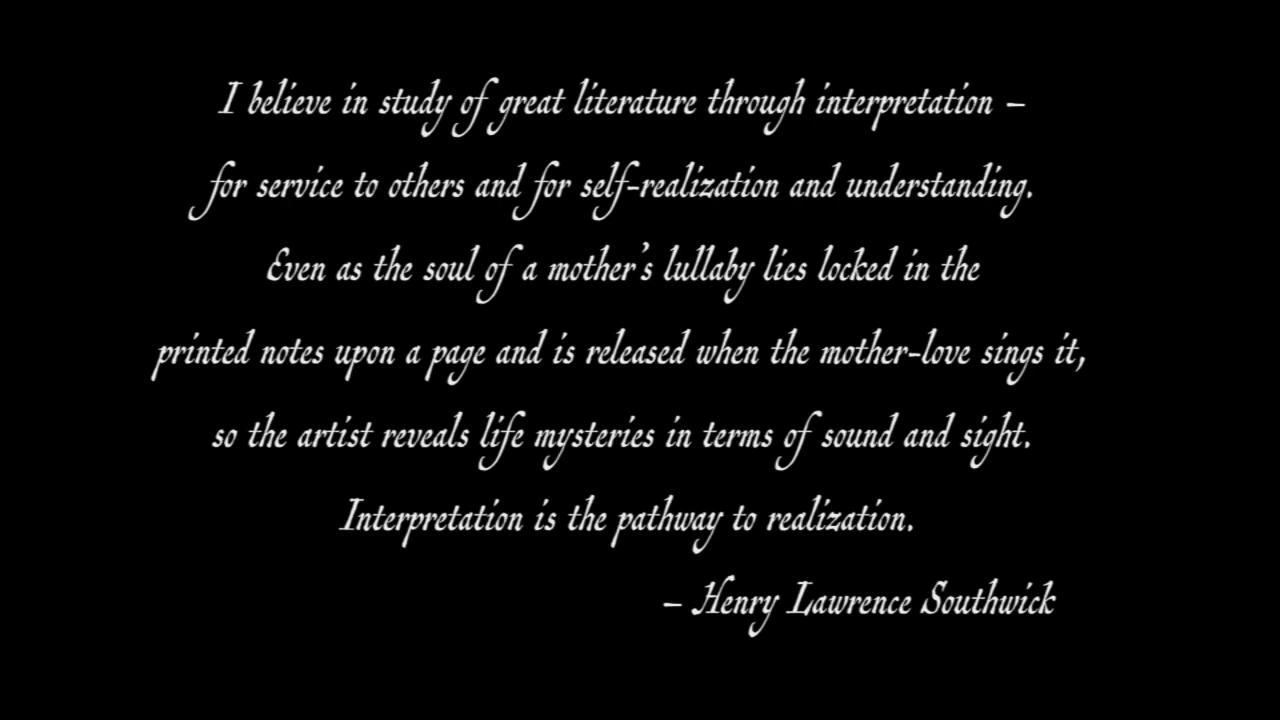 I believe in study of great literature through interpretation –
for service to others and for self-realization and understanding.
Even as the soul of a mother's lullaby lies locked in the
printed notes upon a page and is released when the mother-love sings it,
so the artist reveals life mysteries in terms of sound and sight.
Interpretation is the pathway to realization.
– Henry Lawrence Southwick